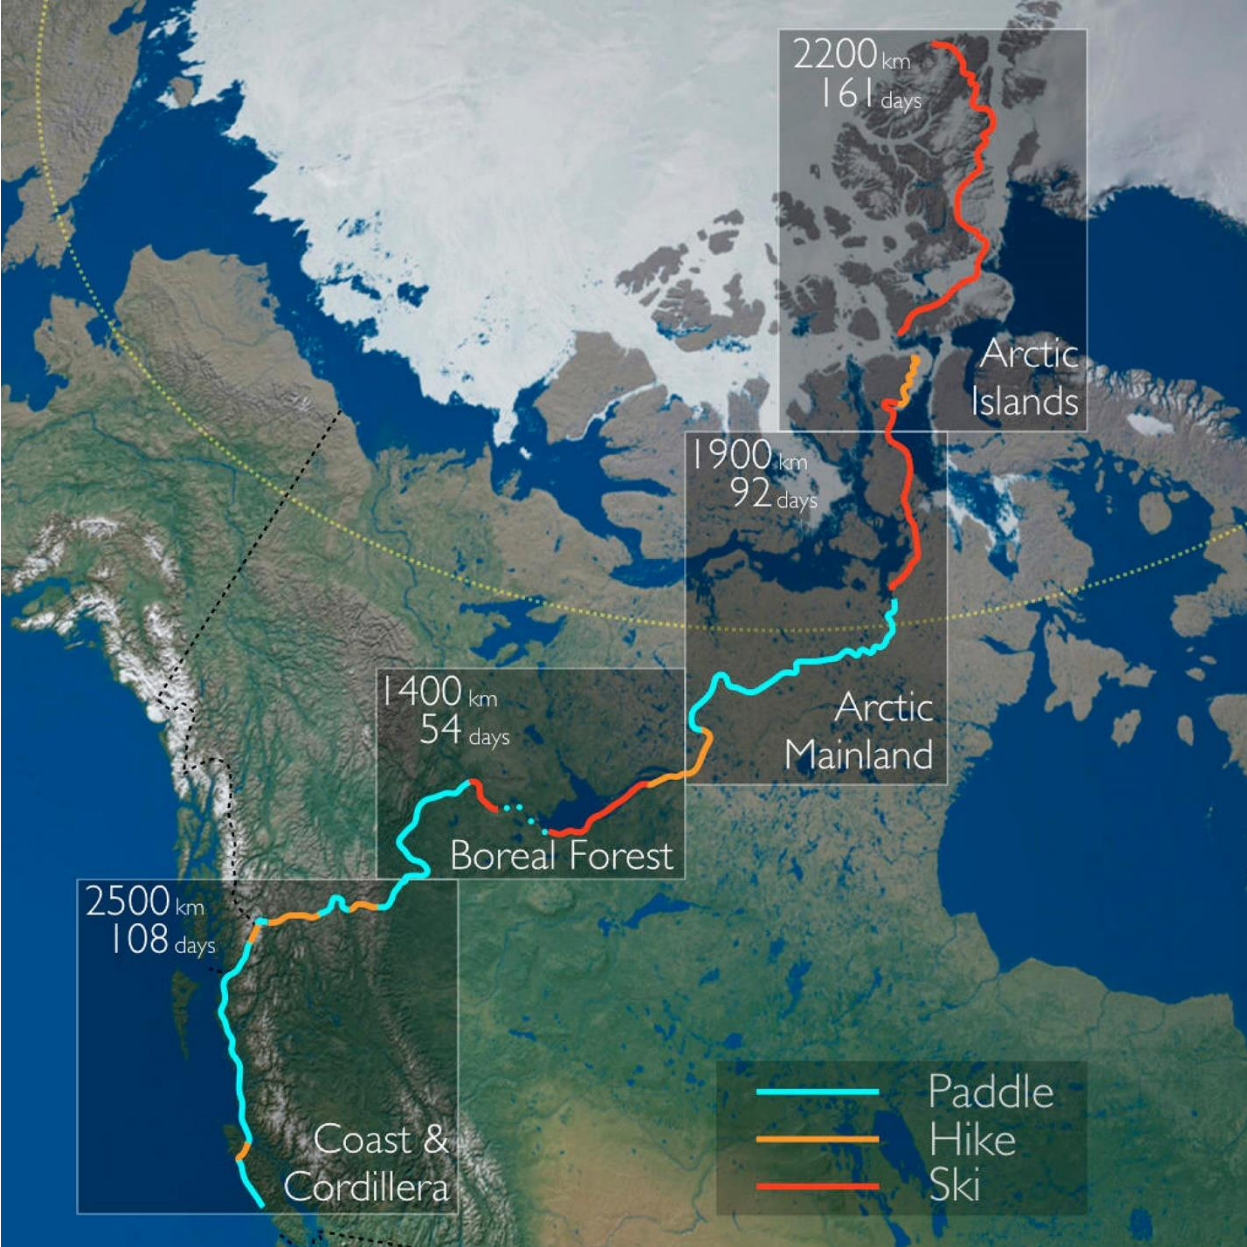 2200 km
161 days
Arctic
Islands
1900 km
92 days
Arctic
Mainland
1400 km
54 days
Boreal Forest
2500 km
108 days
Coast &
Cordillera
Paddle
Hike
Ski